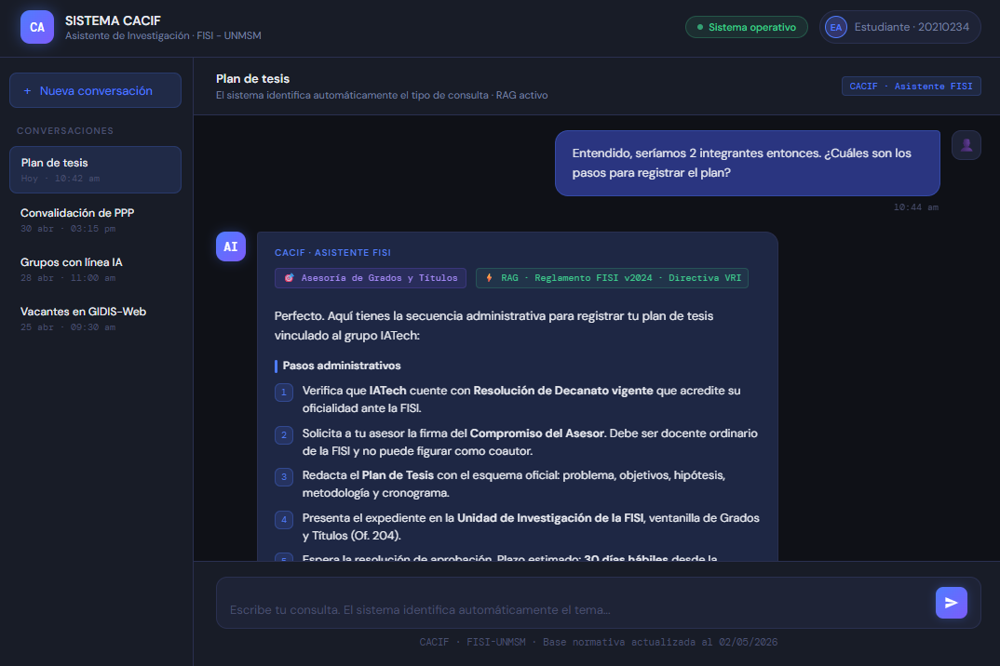 CA
SISTEMA CACIF
Asistente de Investigación · FISI - UNMSM
Sistema operativo
EA
Estudiante · 20210234
+ Nueva conversación
CONVERSACIONES
Plan de tesis
Hoy · 10:42 am
Convalidación de PPP
30 abr · 03:15 pm
Grupos con línea IA
28 abr · 11:00 am
Vacantes en GIDIS-Web
25 abr · 09:30 am
Plan de tesis
El sistema identifica automáticamente el tipo de consulta · RAG activo
CACIF · Asistente FISI
Entendido, seríamos 2 integrantes entonces. ¿Cuáles son los
pasos para registrar el plan?
10:44 am
AI
CACIF · ASISTENTE FISI
Asesoría de Grados y Títulos
RAG · Reglamento FISI v2024 · Directiva VRI
Perfecto. Aquí tienes la secuencia administrativa para registrar tu plan de tesis
vinculado al grupo IATech:
Pasos administrativos
1 Verifica que IATech cuente con Resolución de Decanato vigente que acredite su
oficialidad ante la FISI.
2 Solicita a tu asesor la firma del Compromiso del Asesor. Debe ser docente ordinario
de la FISI y no puede figurar como coautor.
3 Redacta el Plan de Tesis con el esquema oficial: problema, objetivos, hipótesis,
metodología y cronograma.
4 Presenta el expediente en la Unidad de Investigación de la FISI, ventanilla de Grados
y Títulos (Of. 204).
5 Espera la resolución de aprobación. Plazo estimado: 30 días hábiles desde la
Escribe tu consulta. El sistema identifica automáticamente el tema...
CACIF · FISI-UNMSM · Base normativa actualizada al 02/05/2026